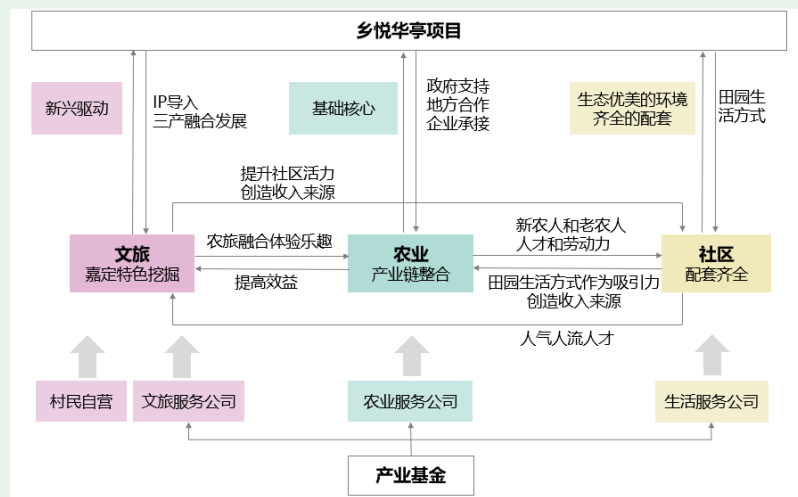 乡悦华亭项目
新兴驱动
IP导入
三产融合发展
基础核心
政府支持
地方合作
企业承接
生态优美的环境
齐全的配套
田园生
活方式
提升社区活力
创造收入来源
文旅
嘉定特色挖掘
农旅融合体验乐趣
提高效益
农业
产业链整合
新农人和老农人
人才和劳动力
田园生活方式作为吸引力
创造收入来源
社区
配套齐全
人气人流人才
村民自营
文旅服务公司
农业服务公司
生活服务公司
产业基金